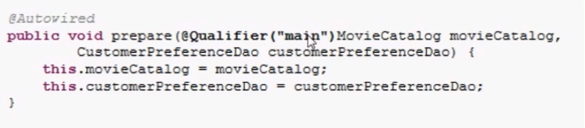 @Autowired
public void prepare(@Qualifier("main")MovieCatalog movieCatalog,
CustomerPreferenceDao customerPreferenceDao) {
this.movieCatalog = movieCatalog;
this.customerPreferenceDao = customerPreferenceDao;
}